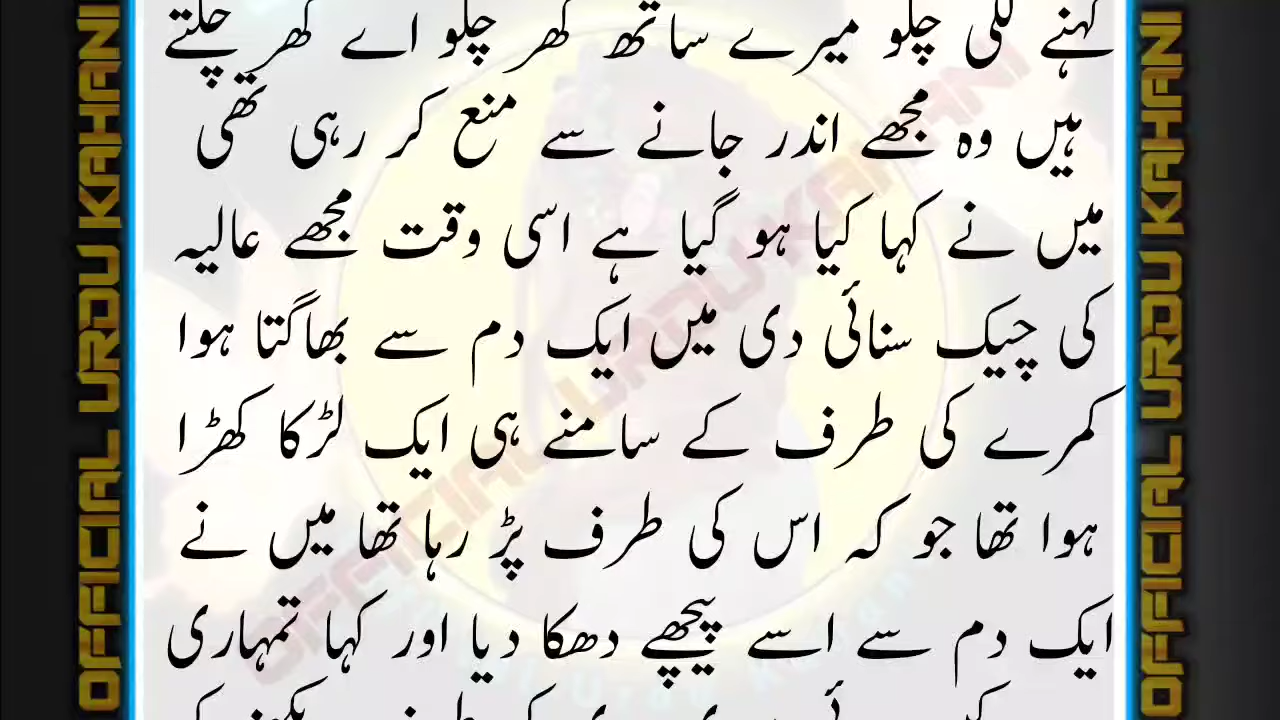 کہنے لگی چلو میرے ساتھ گھر چلو اے گھر چلتے
ہیں وہ مجھے اندر جانے سے منع کر رہی تھی
میں نے کہا کیا ہو گیا ہے اسی وقت مجھے عالیہ
کی چیک سنائی دی میں ایک دم سے بھاگتا ہوا
کمرے کی طرف کے سامنے ہی ایک لڑکا کھڑا
ہوا تھا جو کہ اس کی طرف پڑ رہا تھا میں نے
ایک دم سے اسے پیچھے دھکا دیا اور کہا تمہاری
OFFICIAL URDU KAHANI
OFFICIAL URDU KAHANI
OFFICIAL URDU KAHANI